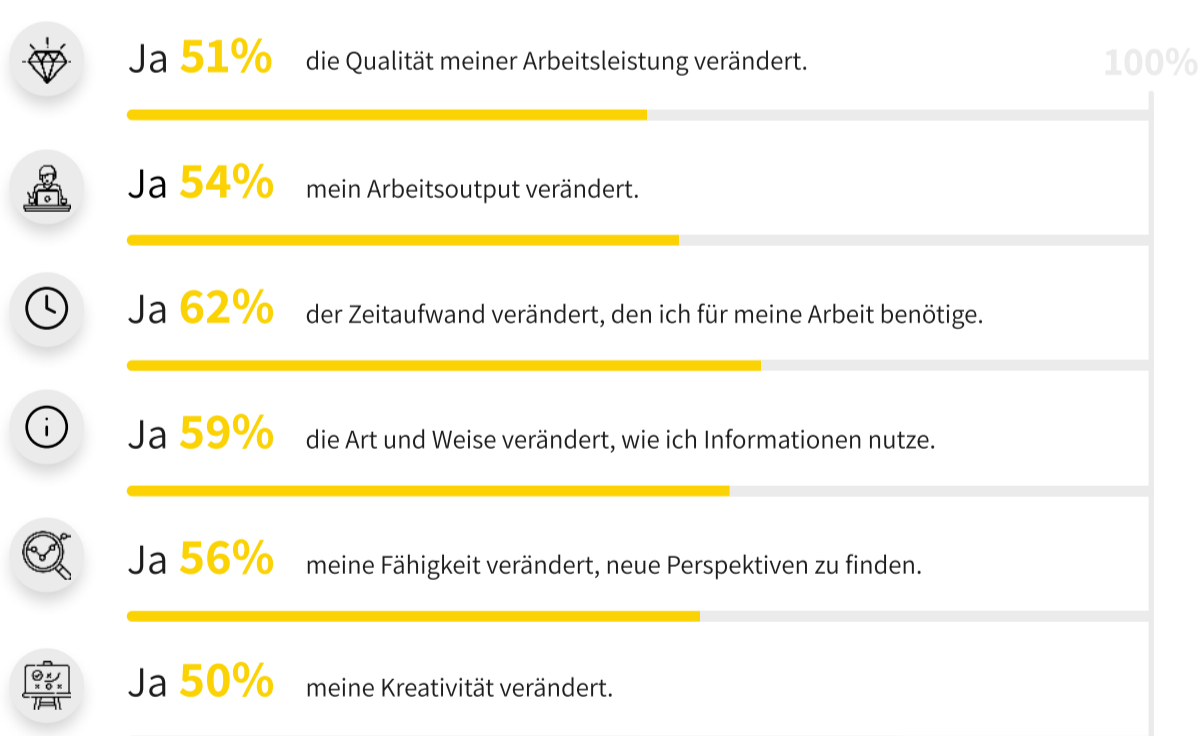 Ja 51% die Qualität meiner Arbeitsleistung verändert.
100%
Ja 54% mein Arbeitsoutput verändert.
Ja 62% der Zeitaufwand verändert, den ich für meine Arbeit benötige.
Ja 59% die Art und Weise verändert, wie ich Informationen nutze.
Ja 56% meine Fähigkeit verändert, neue Perspektiven zu finden.
Ja 50% meine Kreativität verändert.